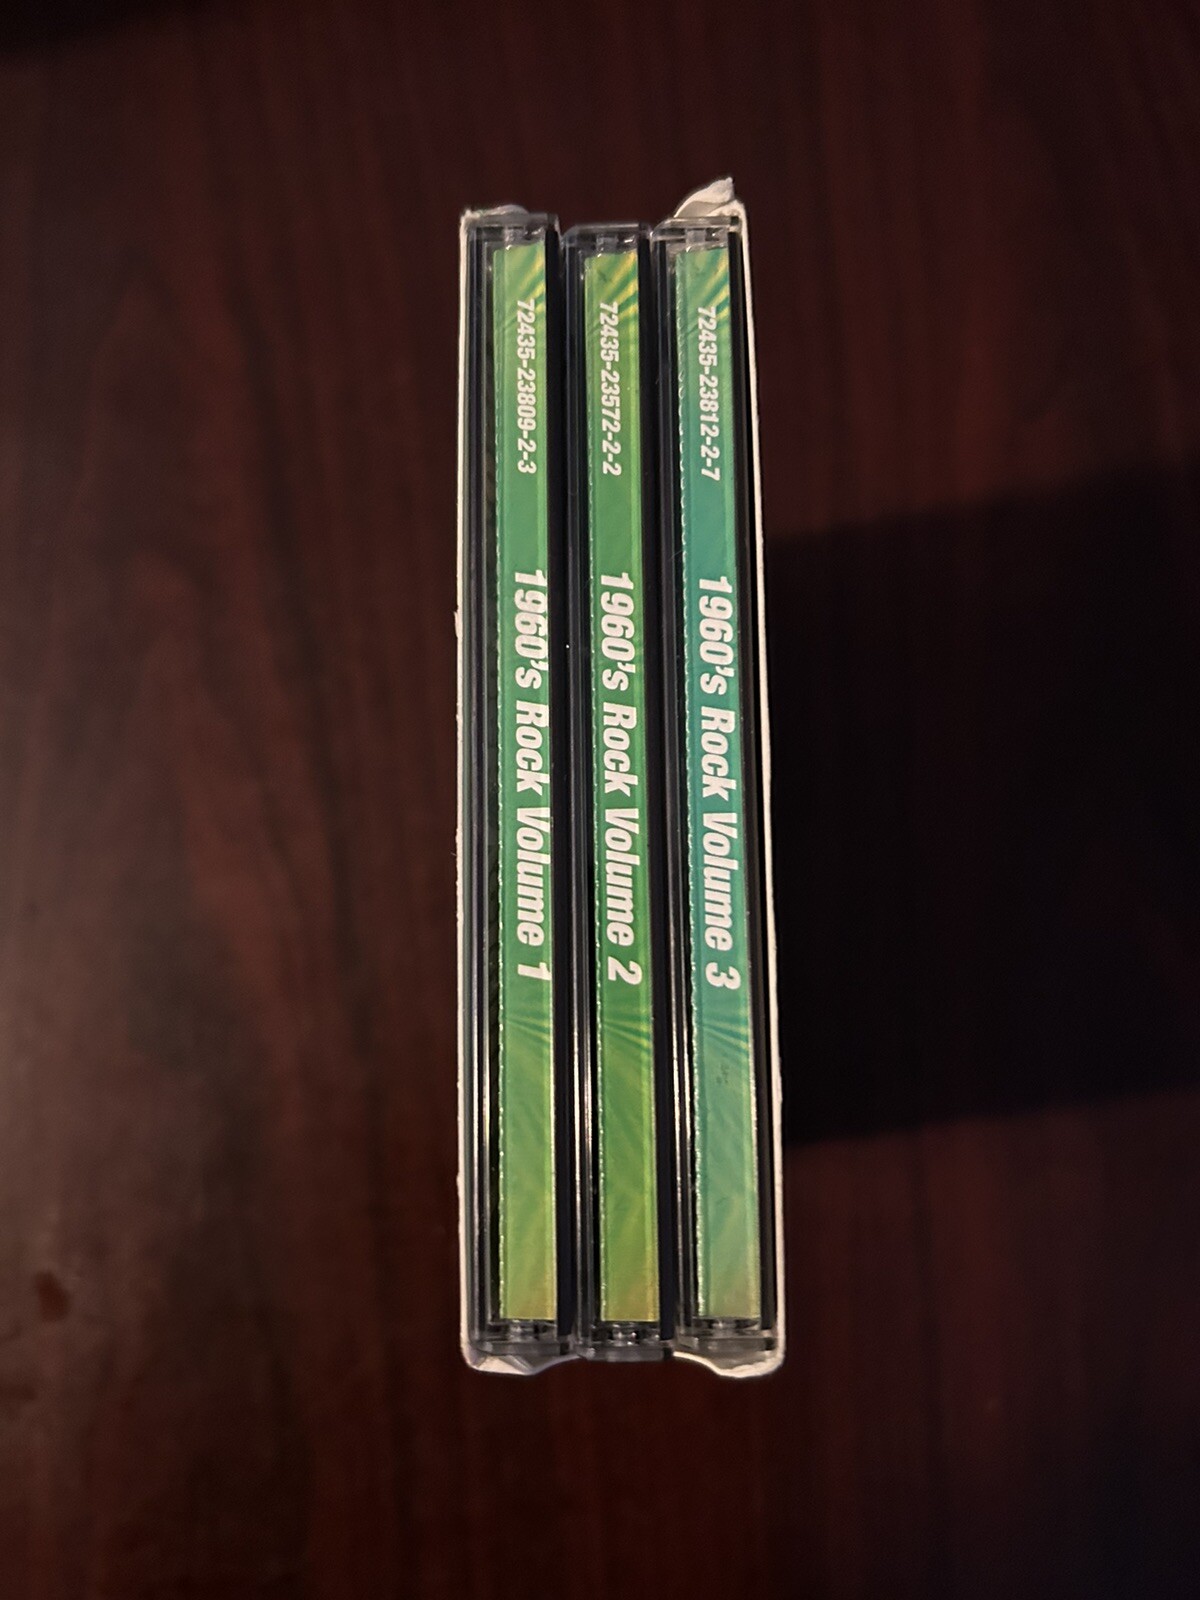 72435-23809-2-3 1960's Rock Volume 1
72435-23572-2-2 1960's Rock Volume 2
72435-23812-2-7 1960's Rock Volume 3